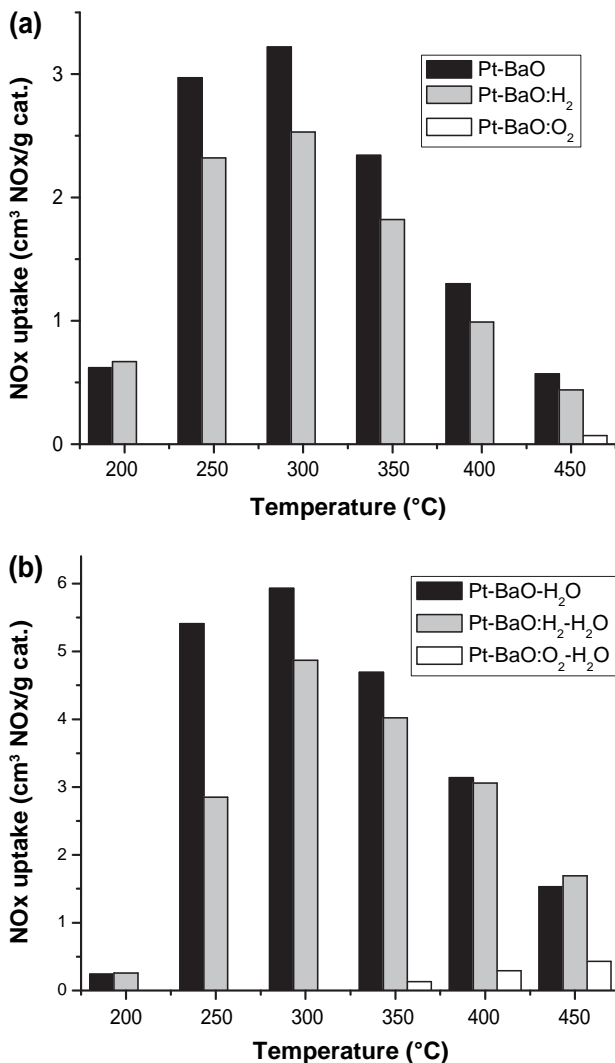 (a)
NOx uptake (cm³ NOx/g cat.)
3
2
1
0
Pt-BaO
Pt-BaO:H₂
Pt-BaO:O₂
200 250 300 350 400 450
Temperature (°C)
(b)
NOx uptake (cm³ NOx/g cat.)
6
5
4
3
2
1
0
Pt-BaO-H₂O
Pt-BaO:H₂-H₂O
Pt-BaO:O₂-H₂O
200 250 300 350 400 450
Temperature (°C)